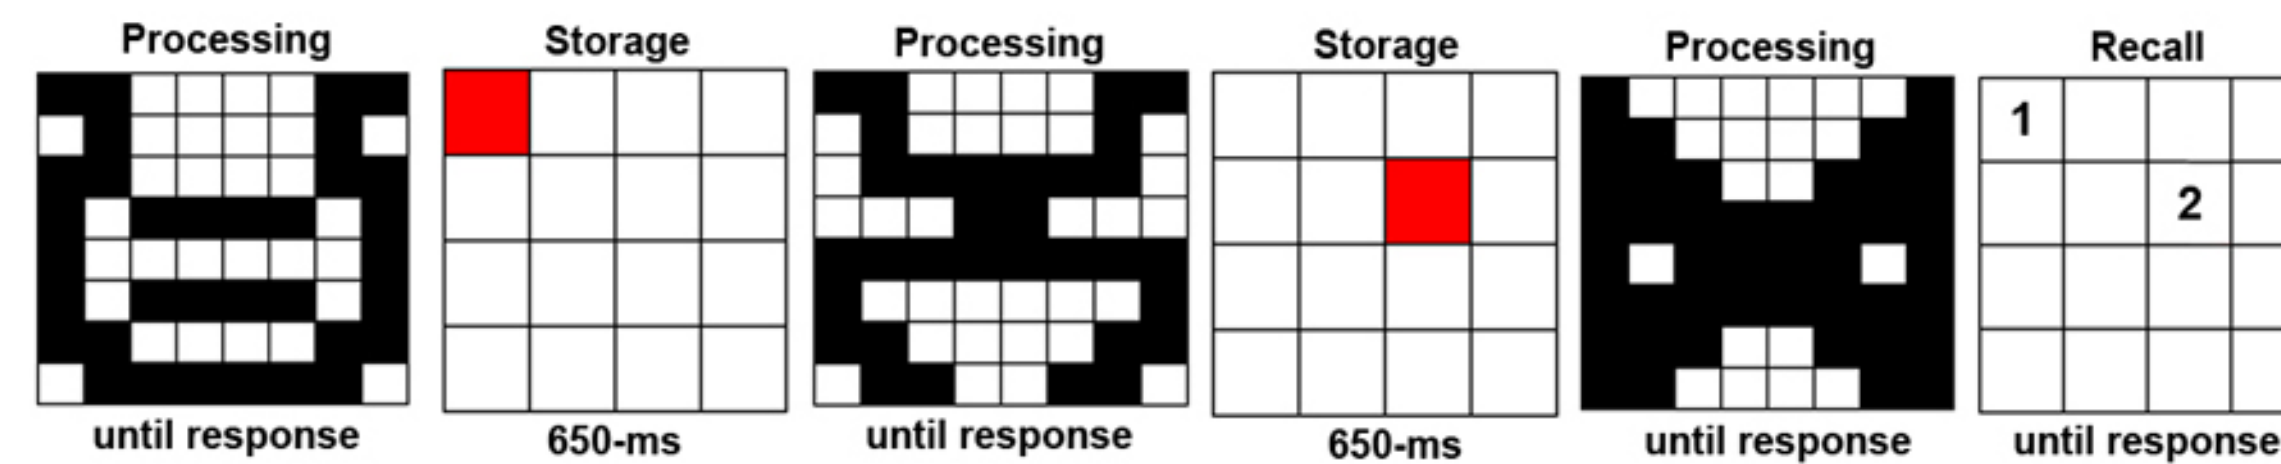 Processing Storage Processing Storage Processing Recall
1
2
until response 650-ms until response 650-ms until response until response